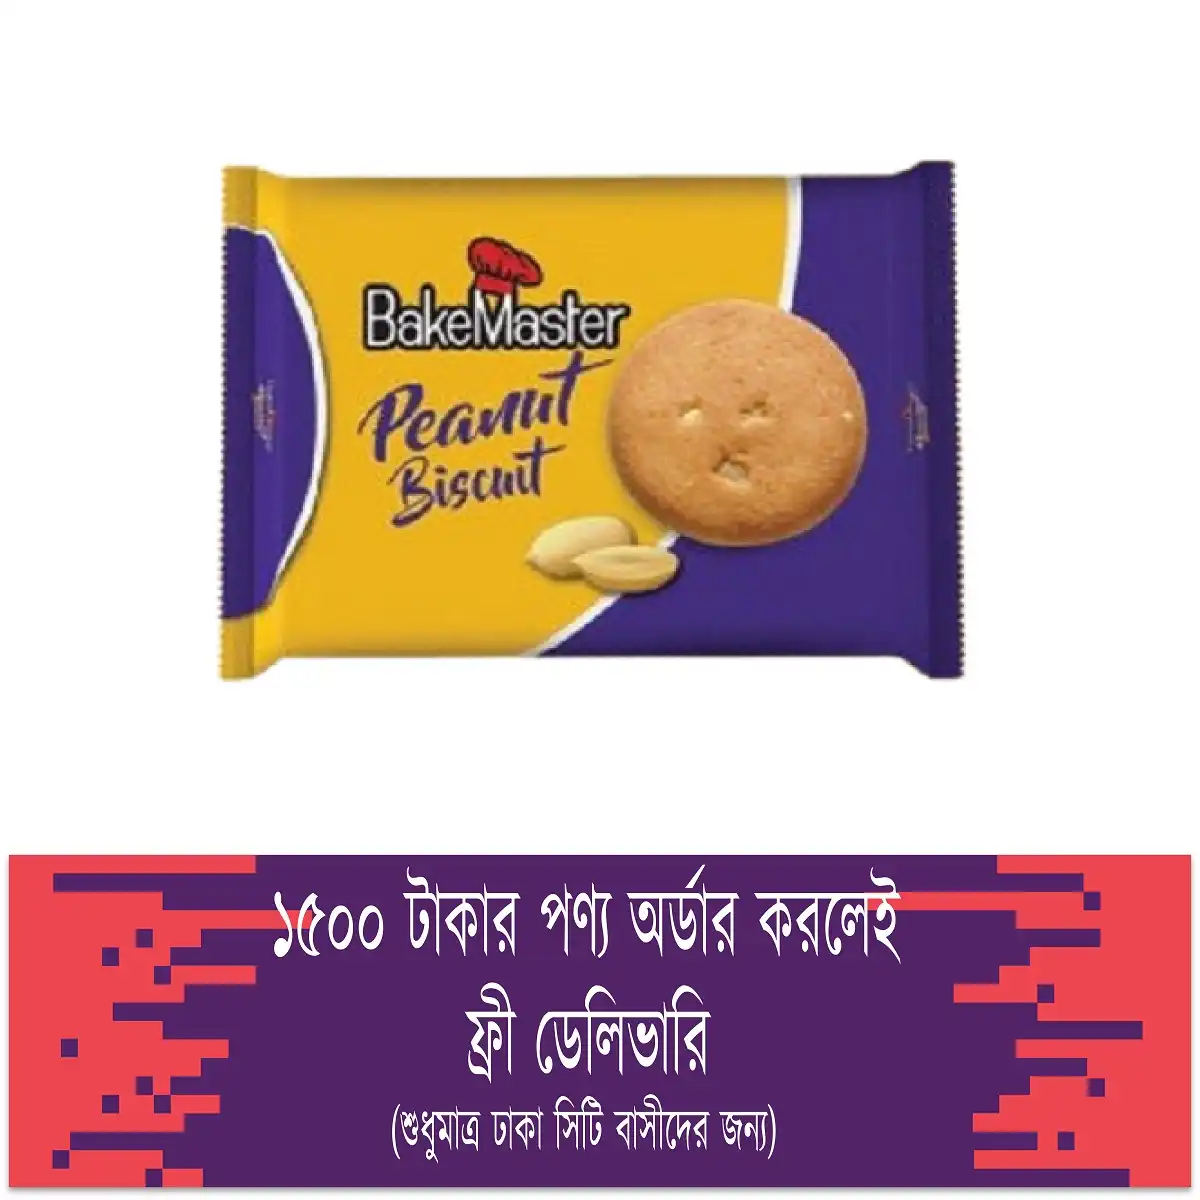 BakeMaster
Peanut
Biscuit
১৫০০ টাকার পণ্য অর্ডার করলেই
ফ্রী ডেলিভারি
(শুধুমাত্র ঢাকা সিটি বাসীদের জন্য)